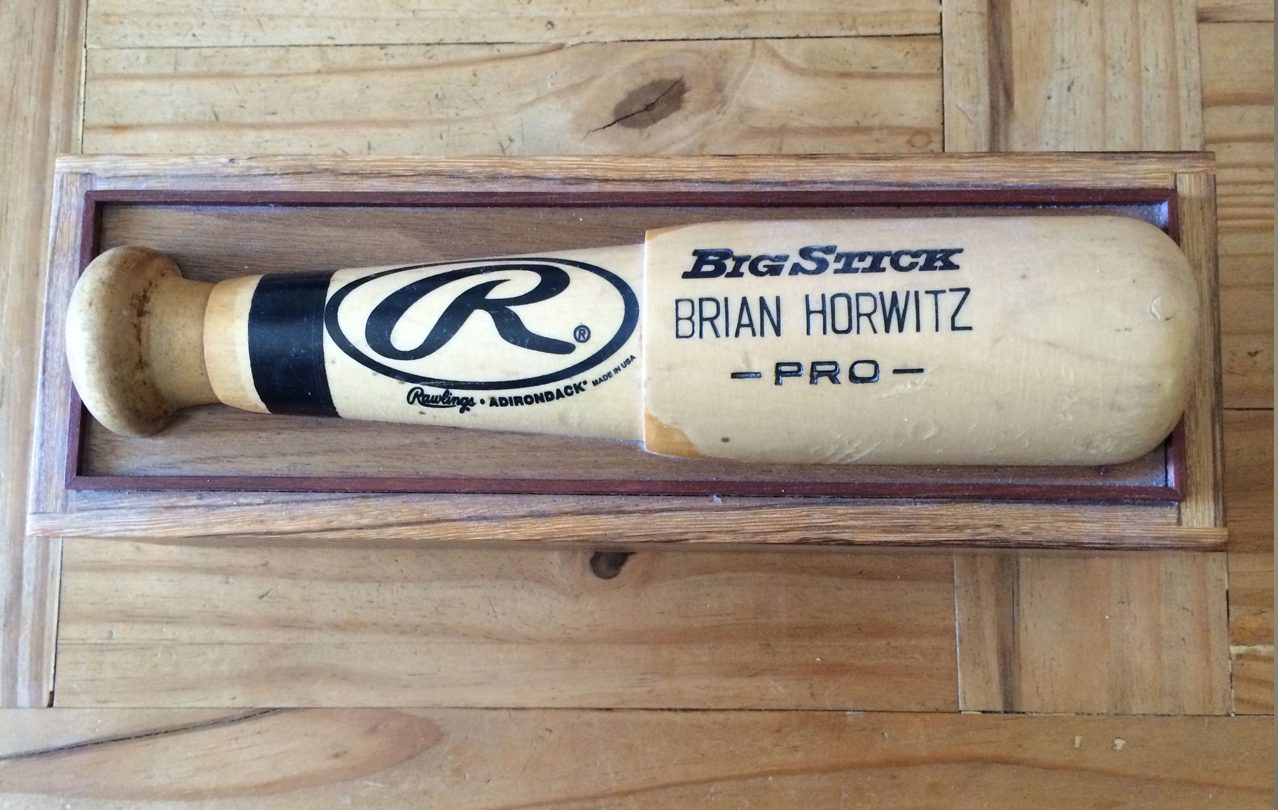 R®
Rawlings • ADIRONDACK® MADE IN USA
BIG STICK
BRIAN HORWITZ
- PRO -